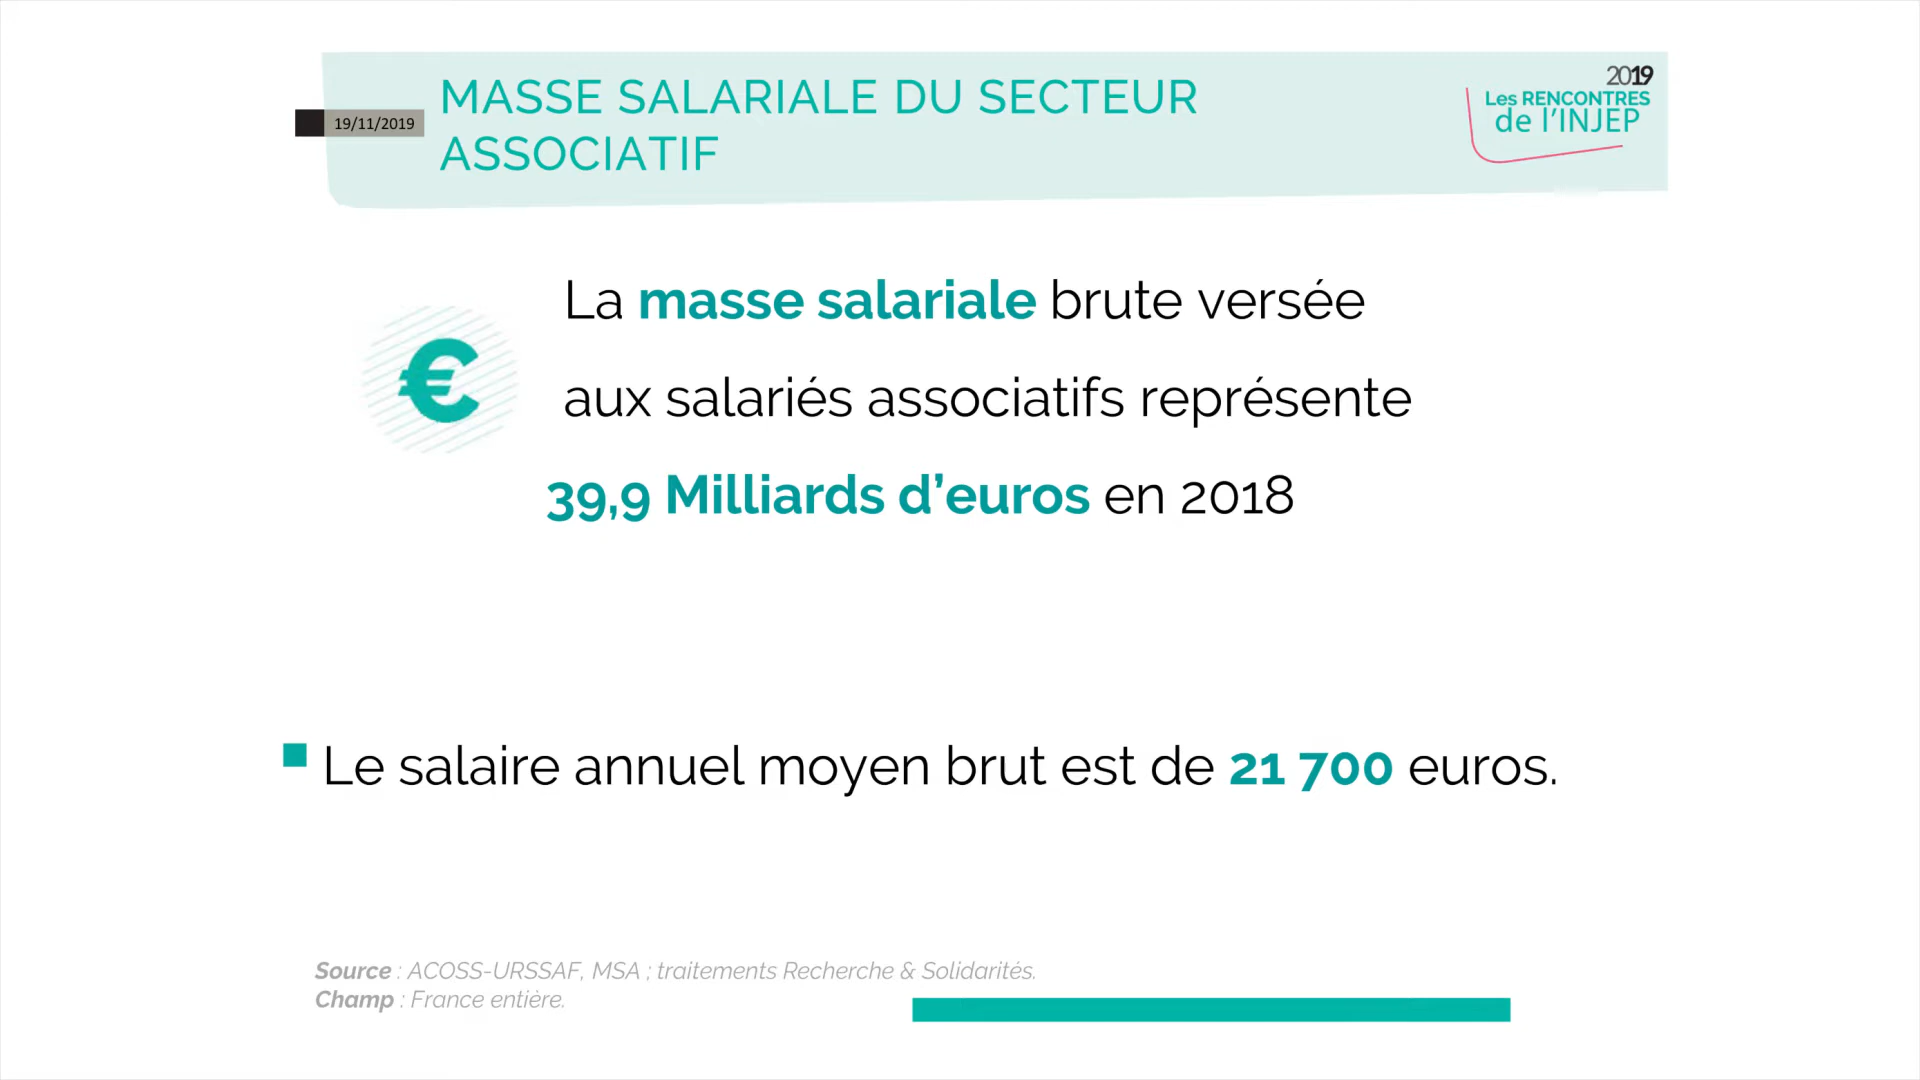 MASSE SALARIALE DU SECTEUR
ASSOCIATIF
19/11/2019
2019
Les RENCONTRES
de l'INJEP
€
La masse salariale brute versée
aux salariés associatifs représente
39,9 Milliards d’euros en 2018
Le salaire annuel moyen brut est de 21 700 euros.
Source : ACOSS-URSSAF, MSA ; traitements Recherche & Solidarités.
Champ : France entière.